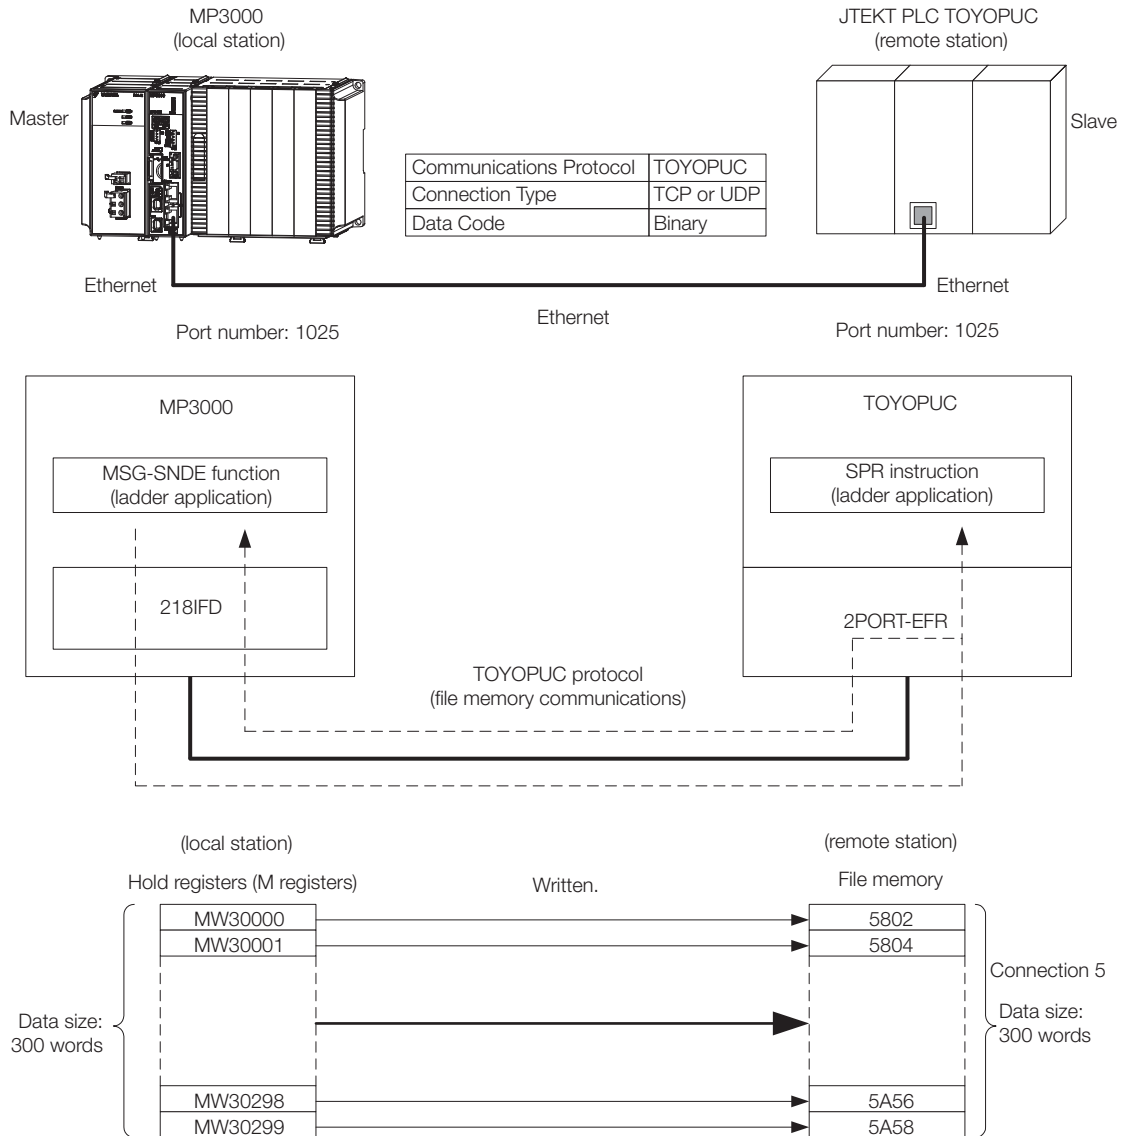 MP3000
(local station)
JTEKT PLC TOYOPUC
(remote station)
Master
Slave
Communications Protocol TOYOPUC
Connection Type TCP or UDP
Data Code Binary
Ethernet
Ethernet
Ethernet
Port number: 1025
Port number: 1025
MP3000
TOYOPUC
MSG-SNDE function
(ladder application)
SPR instruction
(ladder application)
218IFD
2PORT-EFR
TOYOPUC protocol
(file memory communications)
(local station)
(remote station)
Hold registers (M registers)
Written.
File memory
MW30000
5802
MW30001
5804
Connection 5
Data size:
300 words
Data size:
300 words
MW30298
5A56
MW30299
5A58